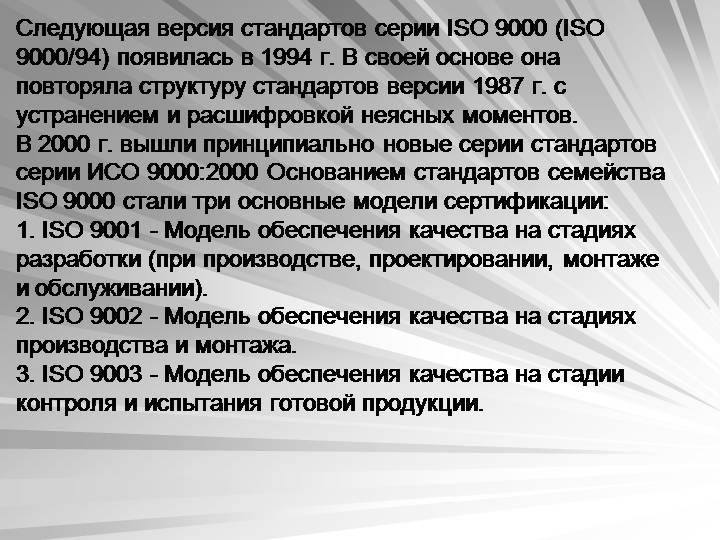 Следующая версия стандартов серии ISO 9000 (ISO
9000/94) появилась в 1994 г. В своей основе она
повторяла структуру стандартов версии 1987 г. с
устранением и расшифровкой неясных моментов.
В 2000 г. вышли принципиально новые серии стандартов
серии ИСО 9000:2000 Основанием стандартов семейства
ISO 9000 стали три основные модели сертификации:
1. ISO 9001 - Модель обеспечения качества на стадиях
разработки (при производстве, проектировании, монтаже
и обслуживании).
2. ISO 9002 - Модель обеспечения качества на стадиях
производства и монтажа.
3. ISO 9003 - Модель обеспечения качества на стадии
контроля и испытания готовой продукции.